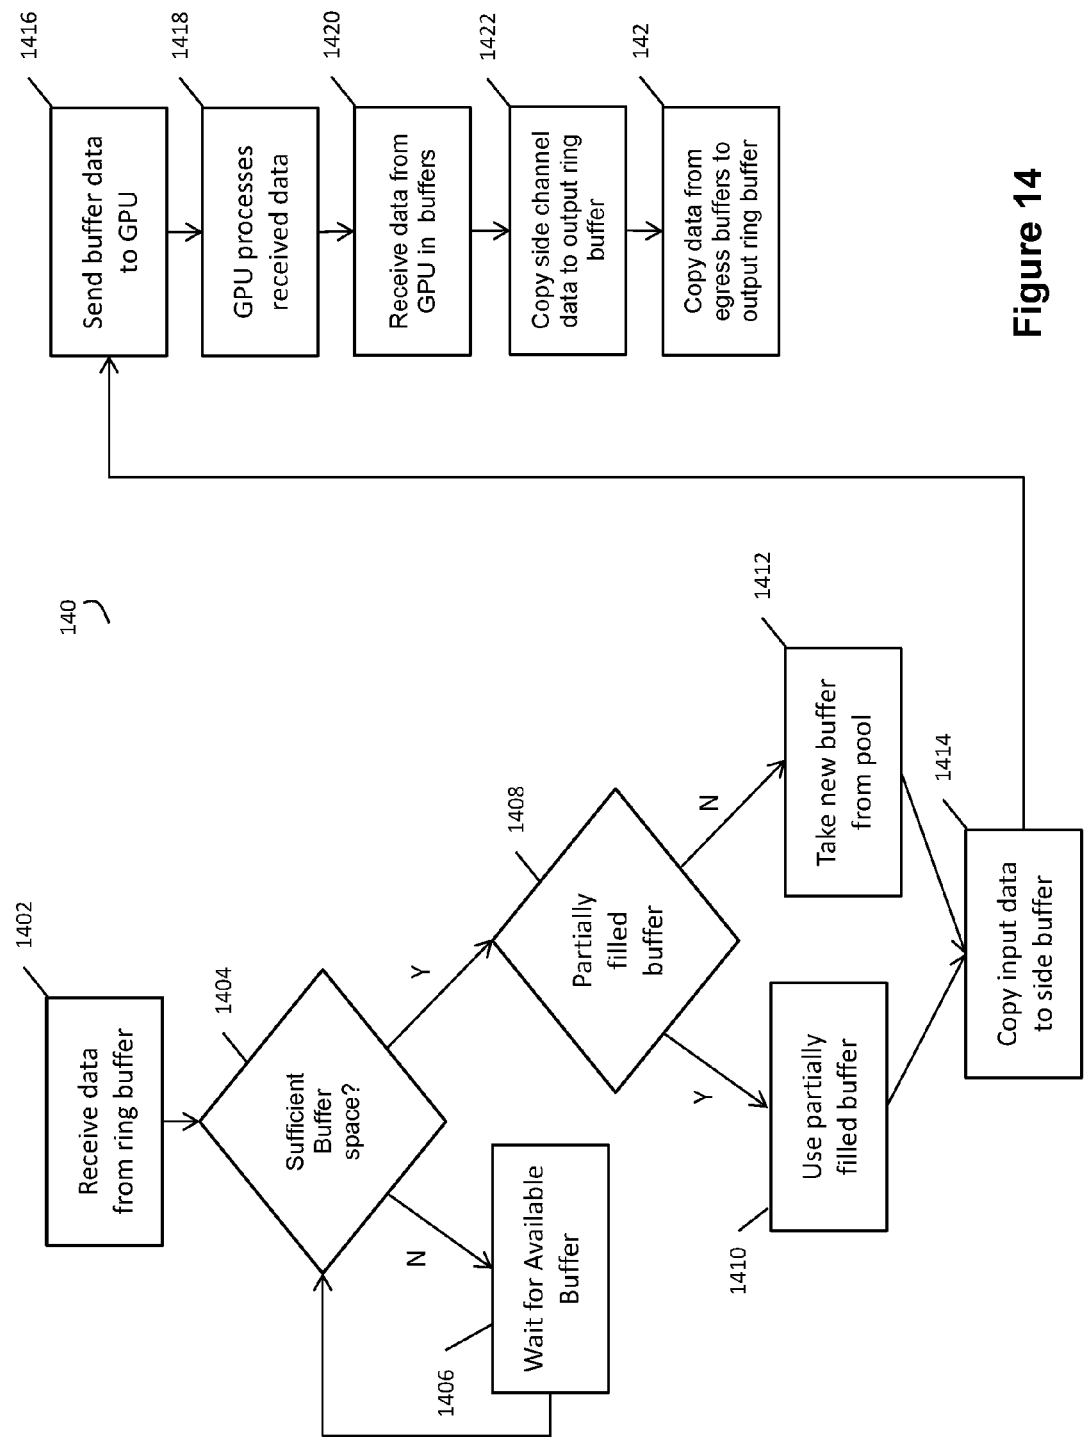 140
1402
Receive data
from ring buffer
1404
Sufficient
Buffer
space?
N
Y
1406
Wait for Available
Buffer
1408
Partially
filled
buffer
Y
N
1410
Use partially
filled buffer
1412
Take new buffer
from pool
1414
Copy input data
to side buffer
1416
Send buffer data
to GPU
1418
GPU processes
received data
1420
Receive data from
GPU in buffers
1422
Copy side channel
data to output ring
buffer
142
Copy data from
egress buffers to
output ring buffer
Figure 14